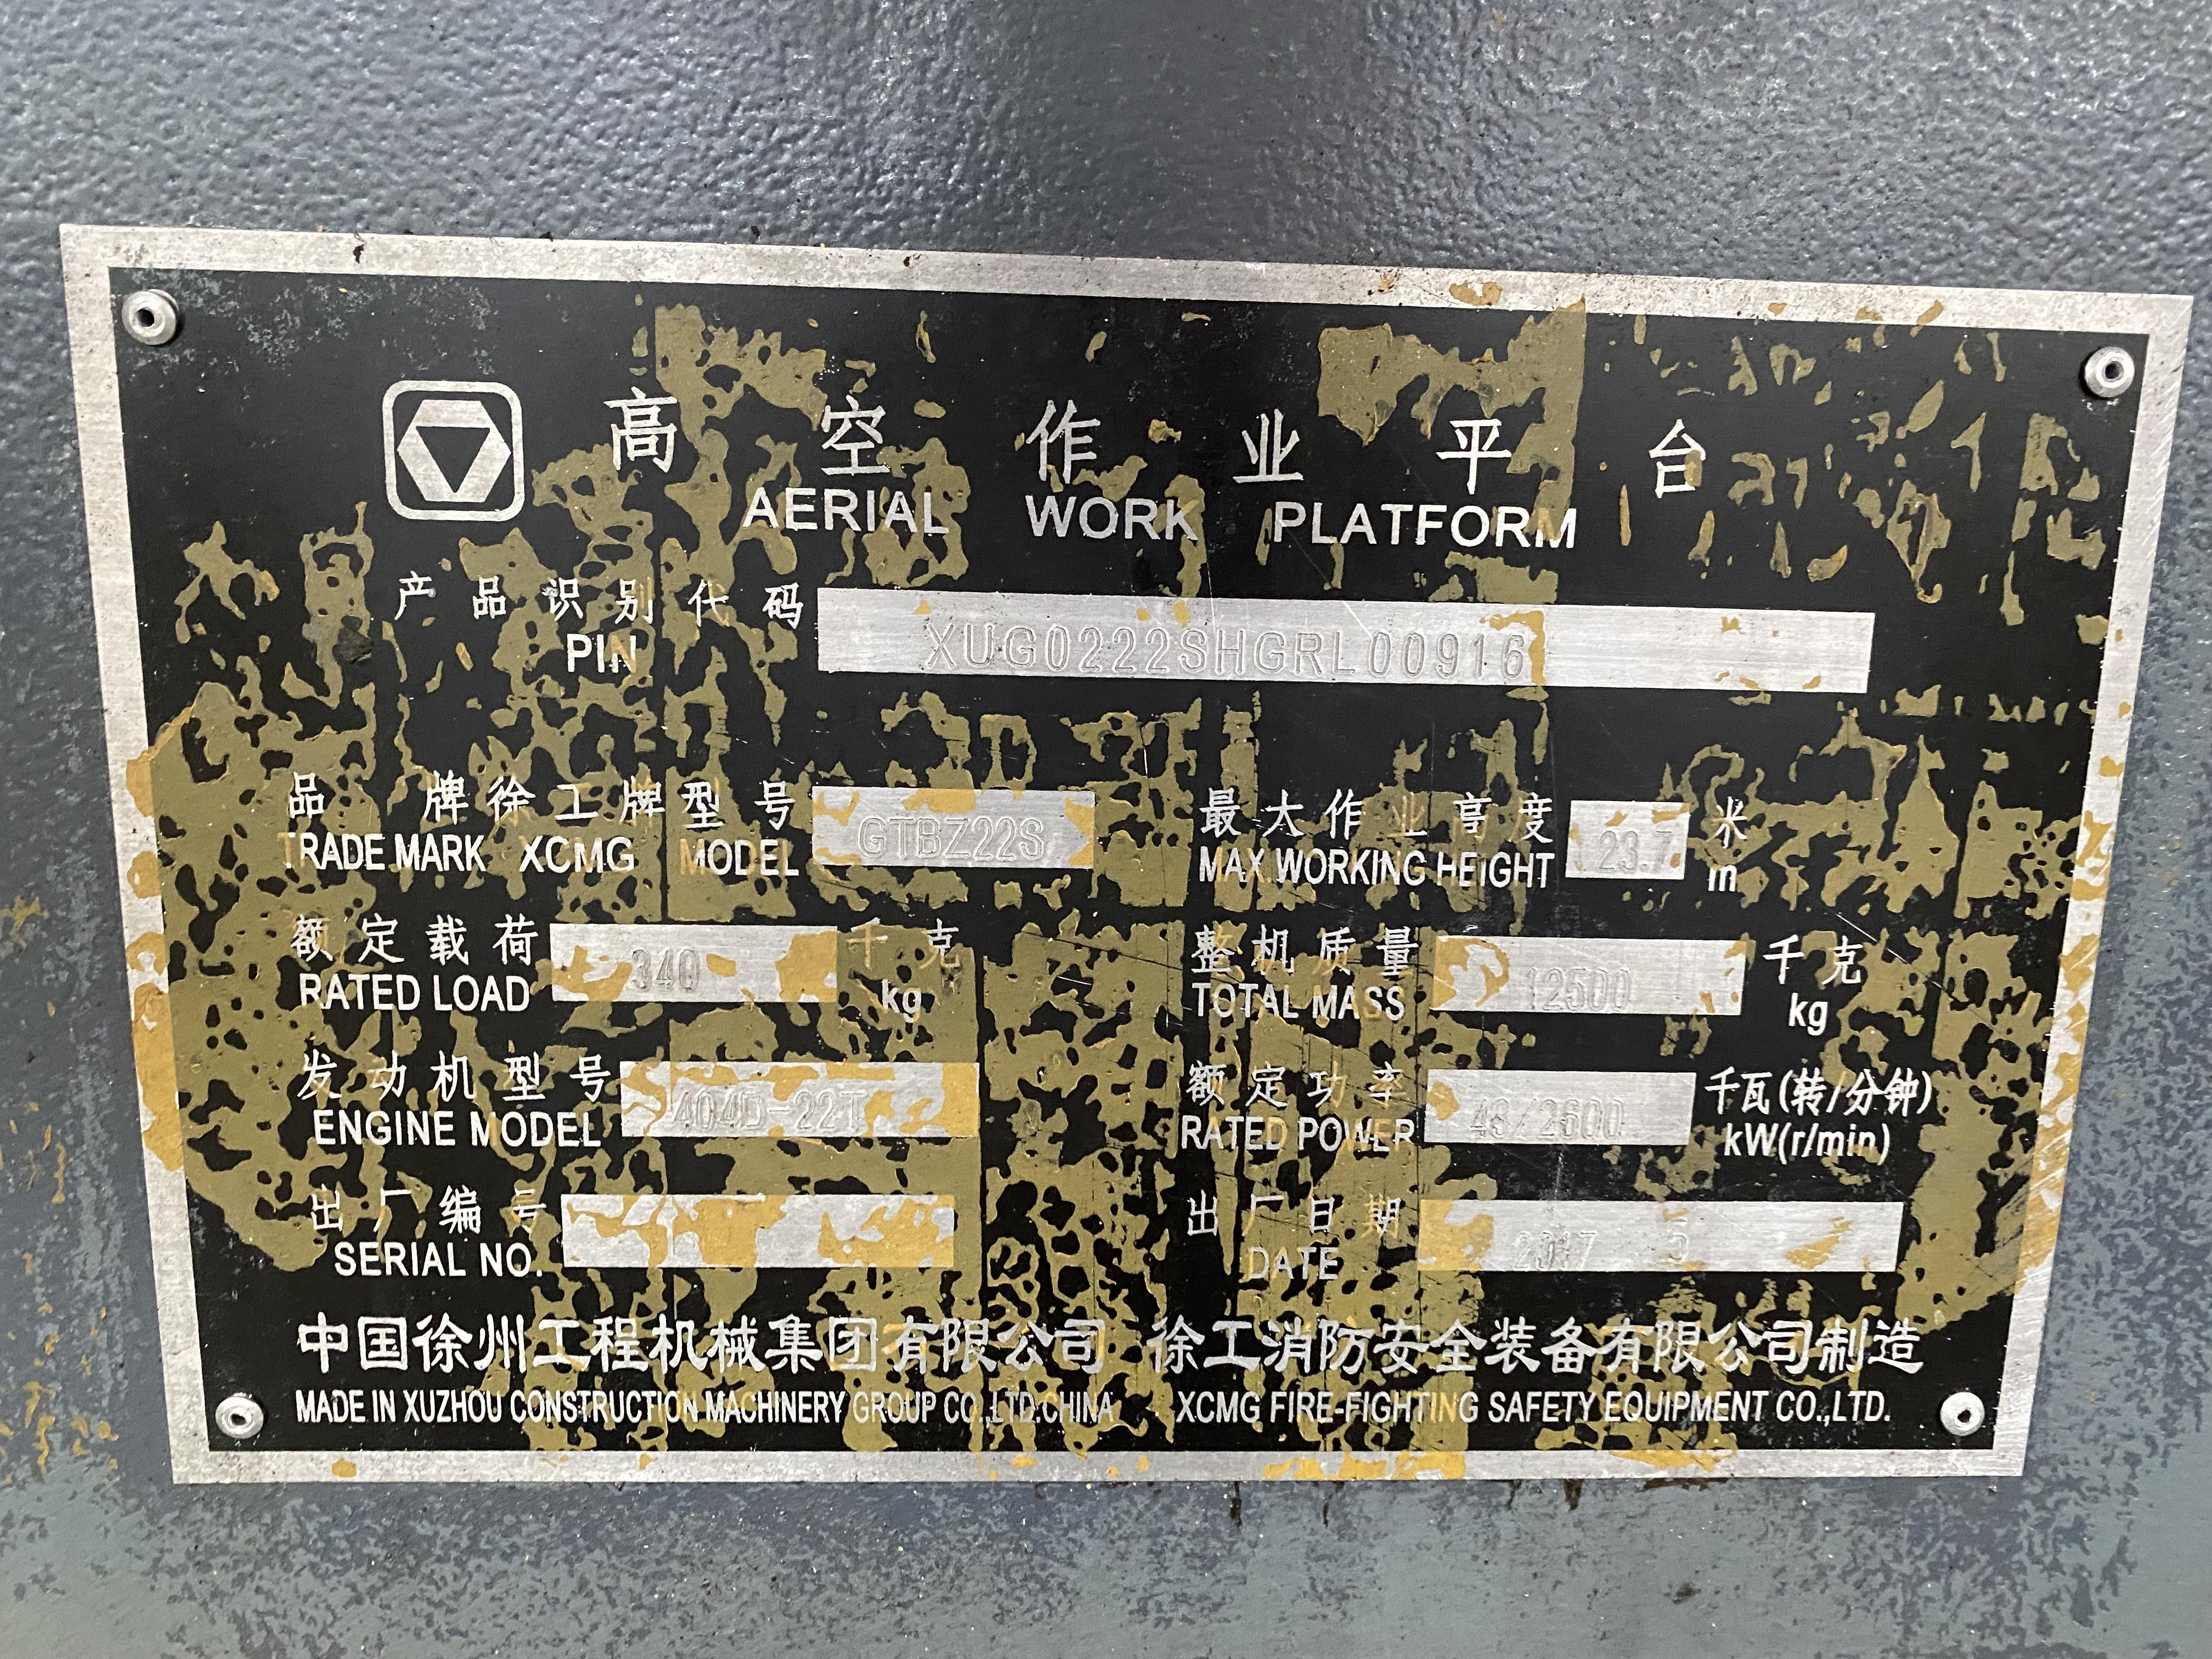 高空作业平台
AERIAL WORK PLATFORM
产品识别代码
PIN XUG0222SHGRL00916
品牌 徐工牌 型号 最大作业高度 米
TRADE MARK XCMG MODEL GTBZ22S MAX.WORKING HEIGHT 23.7 m
额定载荷 千克 整机质量 千克
RATED LOAD 340 kg TOTAL MASS 12500 kg
发动机型号 额定功率 千瓦(转/分钟)
ENGINE MODEL 404D-22T RATED POWER /2600 kW(r/min)
出厂编号 出厂日期
SERIAL NO. DATE 2017 5
中国徐州工程机械集团有限公司 徐工消防安全装备有限公司制造
MADE IN XUZHOU CONSTRUCTION MACHINERY GROUP CO.,LTD.CHINA XCMG FIRE-FIGHTING SAFETY EQUIPMENT CO.,LTD.